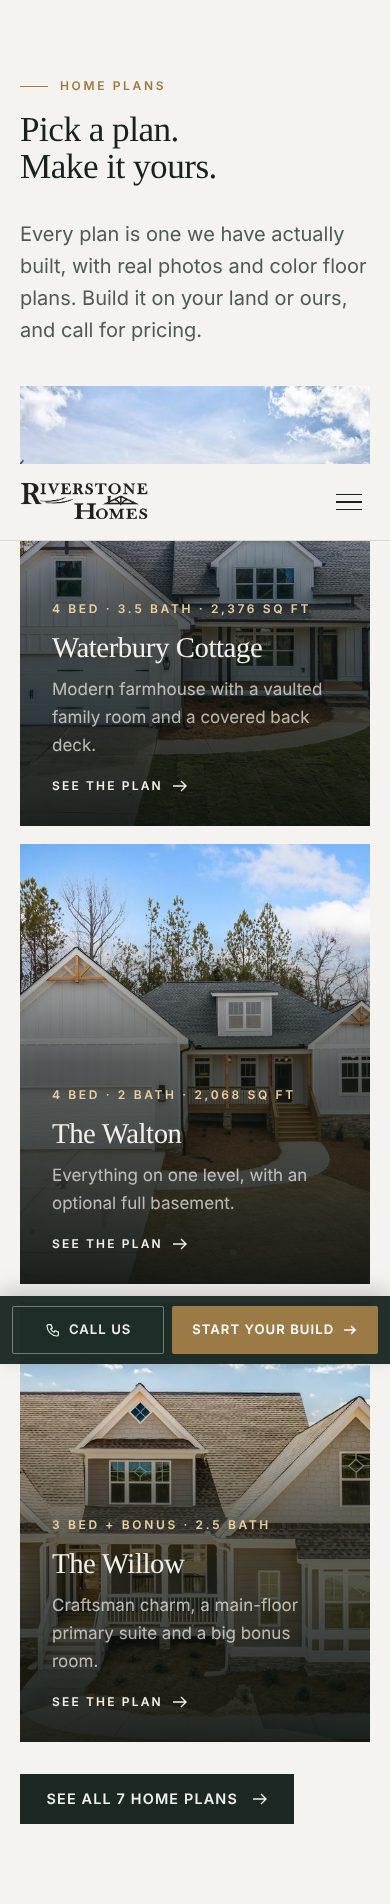 HOME PLANS
Pick a plan.
Make it yours.
Every plan is one we have actually
built, with real photos and color floor
plans. Build it on your land or ours,
and call for pricing.
RIVERSTONE
HOMES
4 BED · 3.5 BATH · 2,376 SQ FT
Waterbury Cottage
Modern farmhouse with a vaulted
family room and a covered back
deck.
SEE THE PLAN →
4 BED · 2 BATH · 2,068 SQ FT
The Walton
Everything on one level, with an
optional full basement.
SEE THE PLAN →
CALL US
START YOUR BUILD →
3 BED + BONUS · 2.5 BATH
The Willow
Craftsman charm, a main-floor
primary suite and a big bonus
room.
SEE THE PLAN →
SEE ALL 7 HOME PLANS →